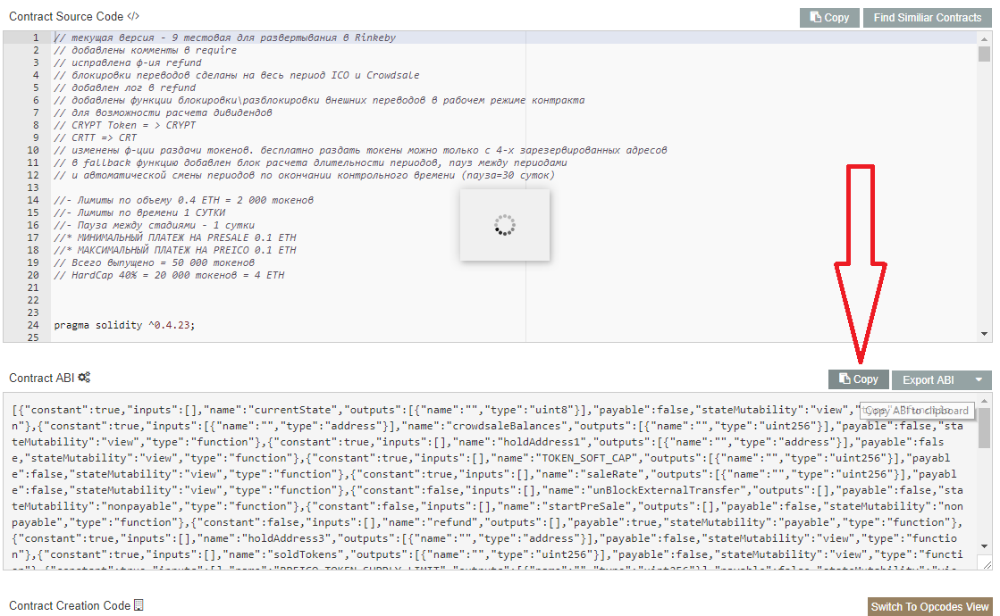 Contract Source Code </>
Copy
Find Similiar Contracts
1 // текущая версия - 9 тестовая для развертывания в Rinkeby
2 // добавлены комменты в require
3 // исправлена ф-ия refund
4 // блокировки переводов сделаны на весь период ICO и Crowdsale
5 // добавлен лог в refund
6 // добавлены функции блокировки\разблокировки внешних переводов в рабочем режиме контракта
7 // для возможности расчета дивидендов
8 // CRYPT Token = > CRYPT
9 // CRTT => CRT
10 // изменены ф-ции раздачи токенов. бесплатно раздать токены можно только с 4-х зарезервированных адресов
11 // в fallback функцию добавлен блок расчета длительности периодов, пауз между периодами
12 // и автоматической смены периодов по окончании контрольного времени (пауза=30 суток)
13
14 //- Лимиты по объему 0.4 ETH = 2 000 токенов
15 //- Лимиты по времени 1 СУТКИ
16 //- Пауза между стадиями - 1 сутки
17 //* МИНИМАЛЬНЫЙ ПЛАТЕЖ НА PRESALE 0.1 ETH
18 //* МАКСИМАЛЬНЫЙ ПЛАТЕЖ НА PREICO 0.1 ETH
19 // Всего выпущено = 50 000 токенов
20 // HardCap 40% = 20 000 токенов = 4 ETH
21
22
23
24 pragma solidity ^0.4.23;
25
Contract ABI
Copy
Export ABI
Copy ABI to clipboard
[{"constant":true,"inputs":[],"name":"currentState","outputs":[{"name":"","type":"uint8"}],"payable":false,"stateMutability":"view",
n"},{"constant":true,"inputs":[{"name":"","type":"address"}],"name":"crowdsaleBalances","outputs":[{"name":"","type":"uint256"}],"payable":false,"sta
teMutability":"view","type":"function"},{"constant":true,"inputs":[],"name":"holdAddress1","outputs":[{"name":"","type":"address"}],"payable":fals
e,"stateMutability":"view","type":"function"},{"constant":true,"inputs":[],"name":"TOKEN_SOFT_CAP","outputs":[{"name":"","type":"uint256"}],"payabl
e":false,"stateMutability":"view","type":"function"},{"constant":true,"inputs":[],"name":"saleRate","outputs":[{"name":"","type":"uint256"}],"payabl
e":false,"stateMutability":"view","type":"function"},{"constant":false,"inputs":[],"name":"unBlockExternalTransfer","outputs":[],"payable":false,"sta
teMutability":"nonpayable","type":"function"},{"constant":false,"inputs":[],"name":"startPreSale","outputs":[],"payable":false,"stateMutability":"non
payable","type":"function"},{"constant":false,"inputs":[],"name":"refund","outputs":[],"payable":true,"stateMutability":"payable","type":"function"},
{"constant":true,"inputs":[],"name":"holdAddress3","outputs":[{"name":"","type":"address"}],"payable":false,"stateMutability":"view","type":"functio
n"},{"constant":true,"inputs":[],"name":"soldTokens","outputs":[{"name":"","type":"uint256"}],"payable":false,"stateMutability":"view","type":"functi
Contract Creation Code
Switch To Opcodes View